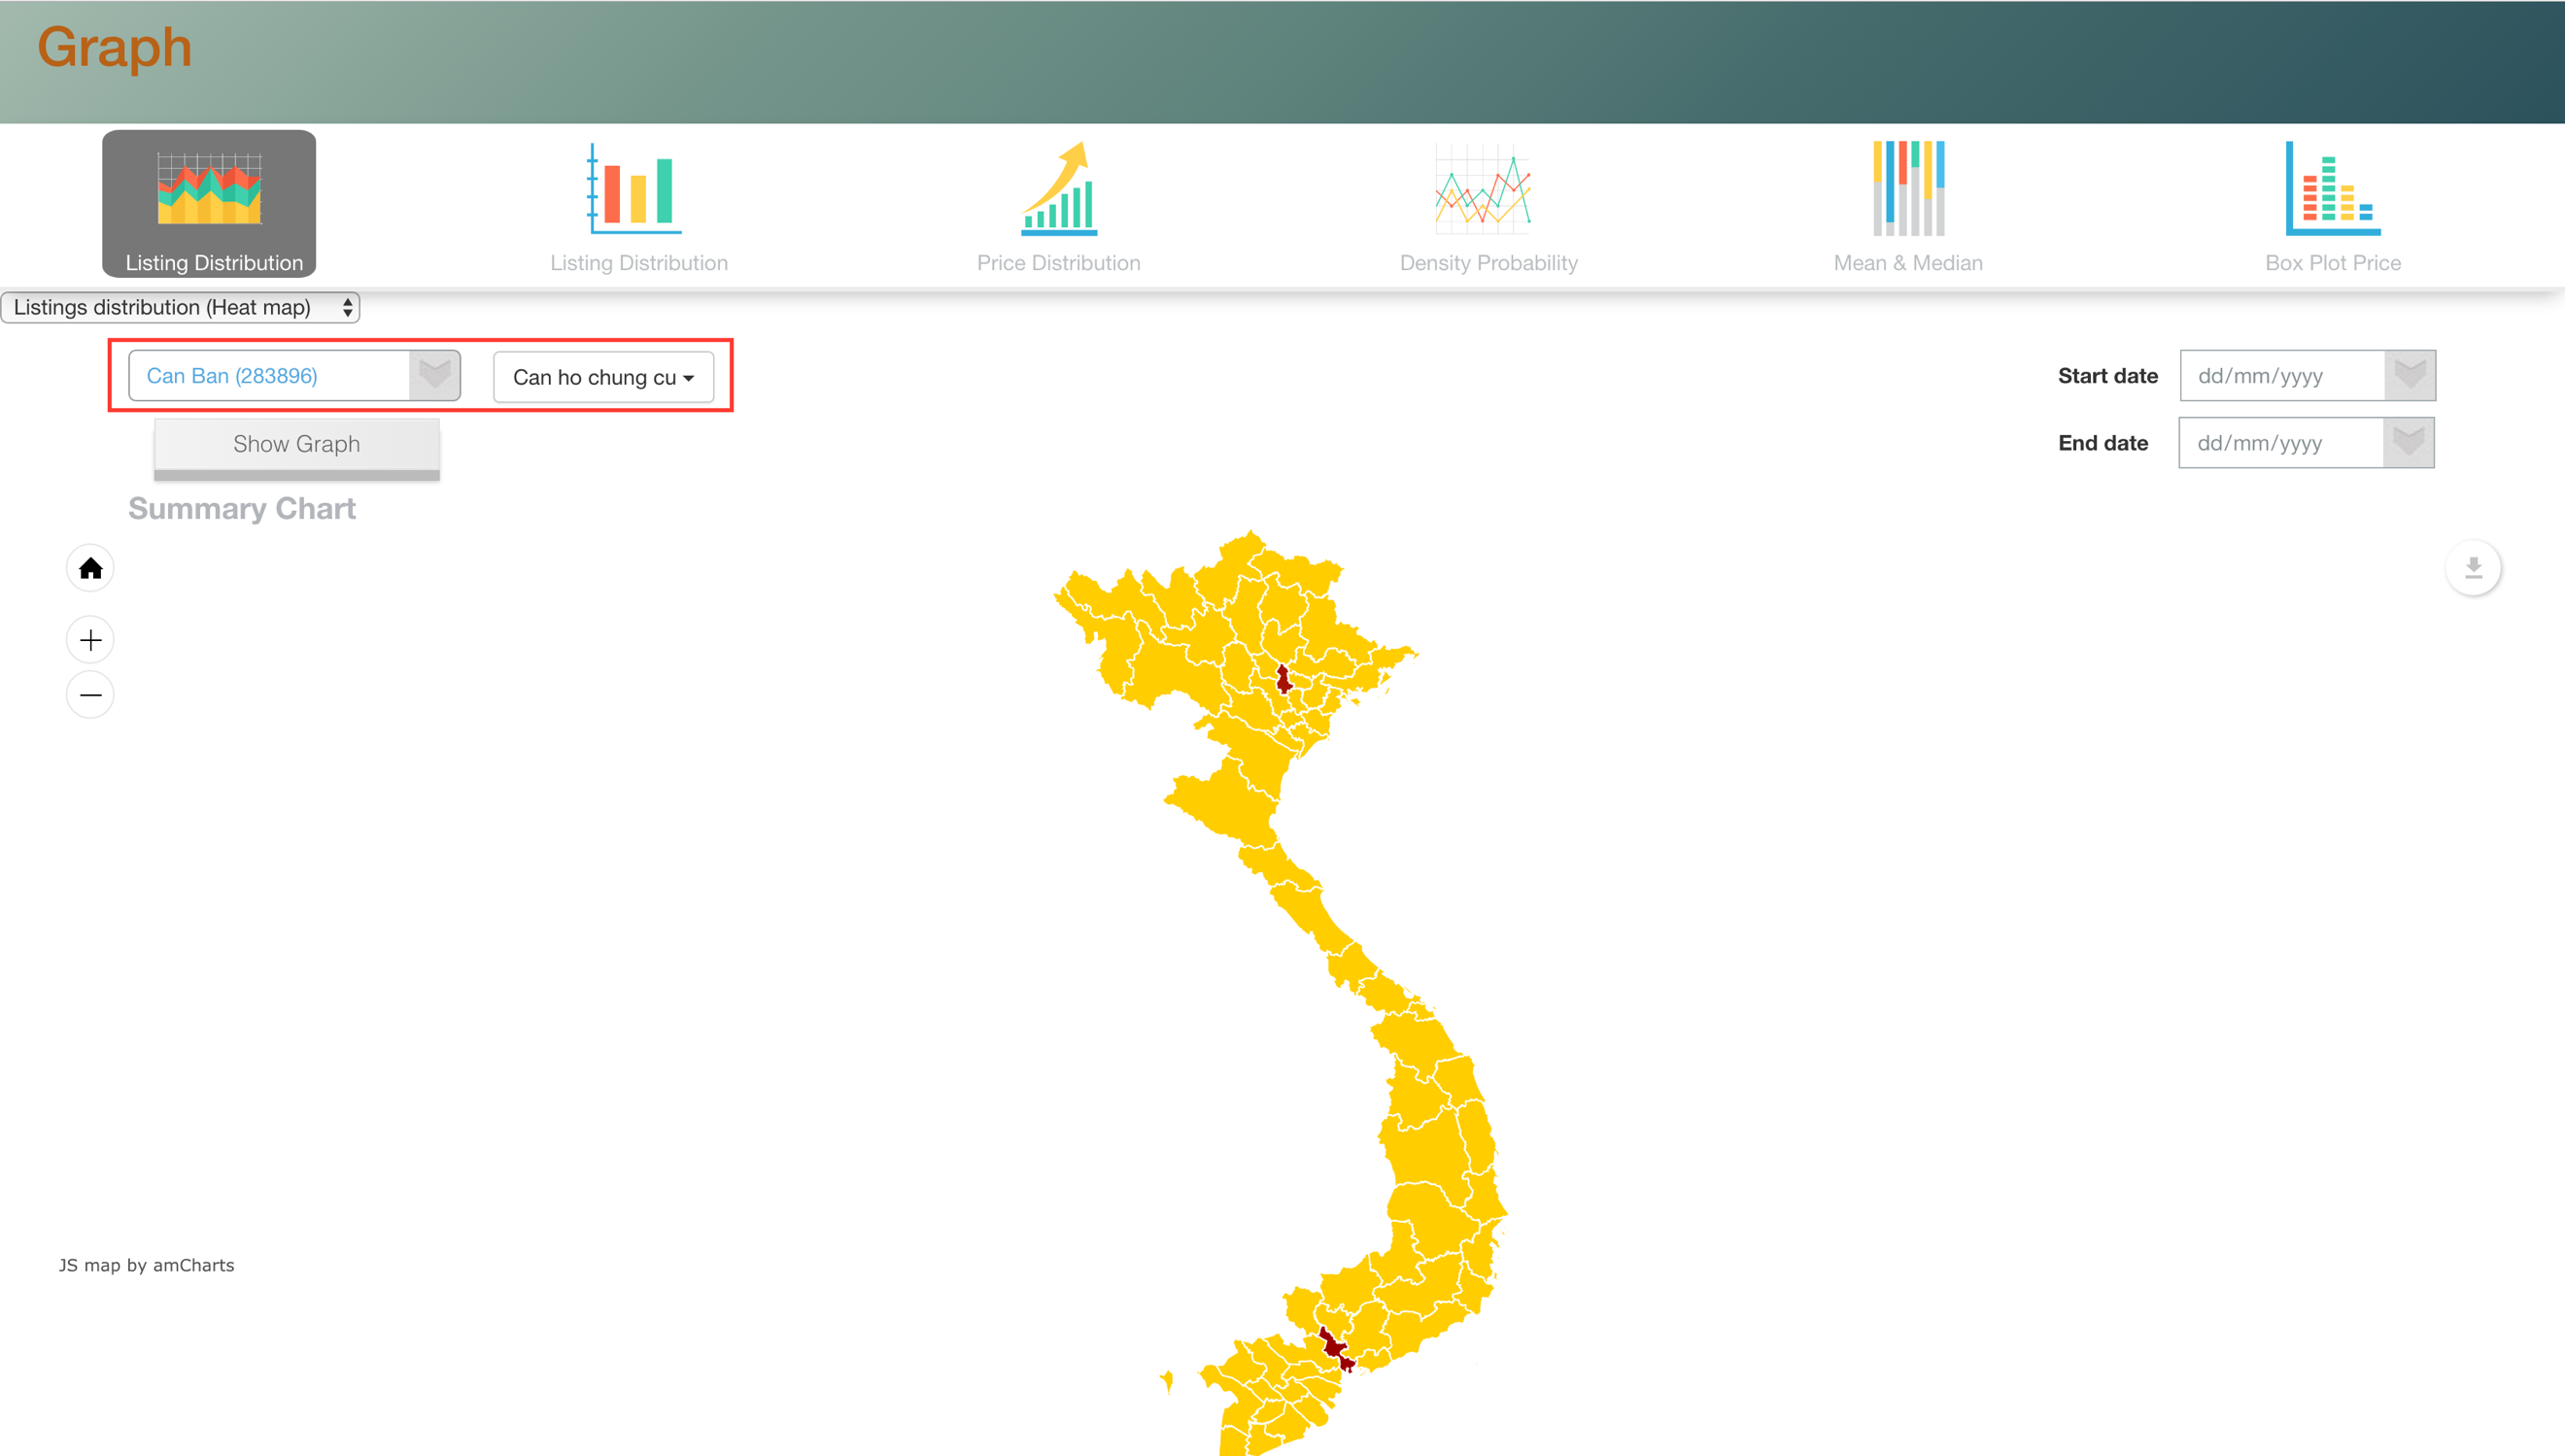 Graph
Listing Distribution
Listing Distribution
Price Distribution
Density Probability
Mean & Median
Box Plot Price
Listings distribution (Heat map)
Can Ban (283896)
Can ho chung cu
Start date
dd/mm/yyyy
Show Graph
End date
dd/mm/yyyy
Summary Chart
JS map by amCharts